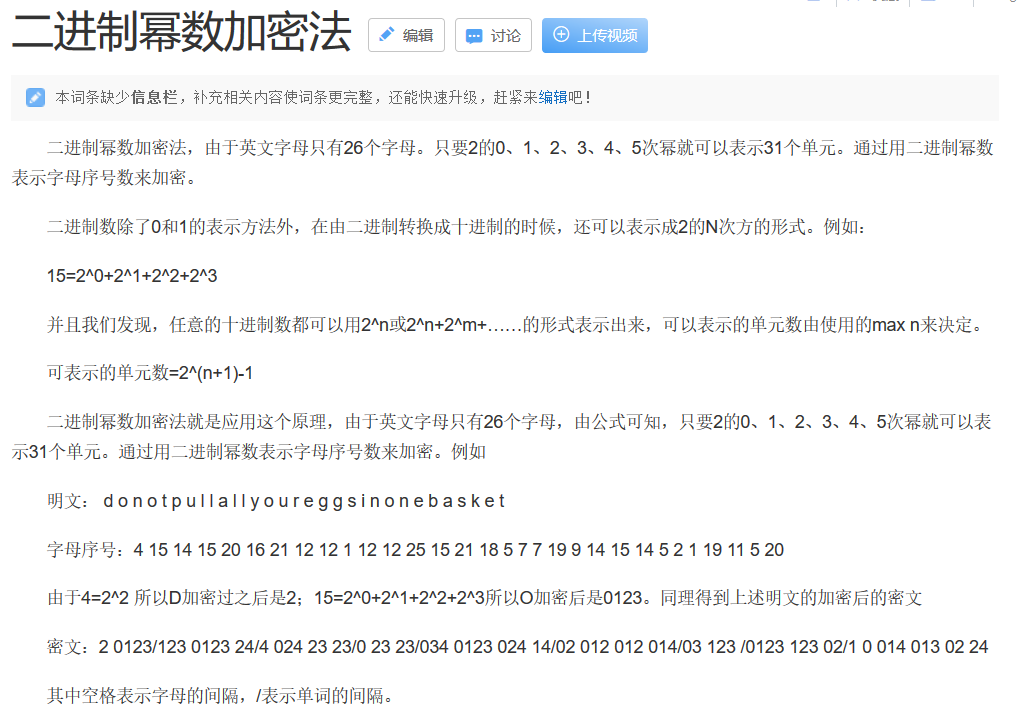 二进制幂数加密法 编辑 讨论 上传视频
本词条缺少信息栏，补充相关内容使词条更完整，还能快速升级，赶紧来编辑吧！
二进制幂数加密法，由于英文字母只有26个字母。只要2的0、1、2、3、4、5次幂就可以表示31个单元。通过用二进制幂数
表示字母序号数来加密。
二进制数除了0和1的表示方法外，在由二进制转换成十进制的时候，还可以表示成2的N次方的形式。例如：
15=2^0+2^1+2^2+2^3
并且我们发现，任意的十进制数都可以用2^n或2^n+2^m+……的形式表示出来，可以表示的单元数由使用的max n来决定。
可表示的单元数=2^(n+1)-1
二进制幂数加密法就是应用这个原理，由于英文字母只有26个字母，由公式可知，只要2的0、1、2、3、4、5次幂就可以表
示31个单元。通过用二进制幂数表示字母序号数来加密。例如
明文： d o n o t p u l l a l l y o u r e g g s i n o n e b a s k e t
字母序号：4 15 14 15 20 16 21 12 12 1 12 12 25 15 21 18 5 7 7 19 9 14 15 14 5 2 1 19 11 5 20
由于4=2^2 所以D加密过之后是2；15=2^0+2^1+2^2+2^3所以O加密后是0123。同理得到上述明文的加密后的密文
密文：2 0123/123 0123 24/4 024 23 23/0 23 23/034 0123 024 14/02 012 012 014/03 123 /0123 123 02/1 0 014 013 02 24
其中空格表示字母的间隔，/表示单词的间隔。